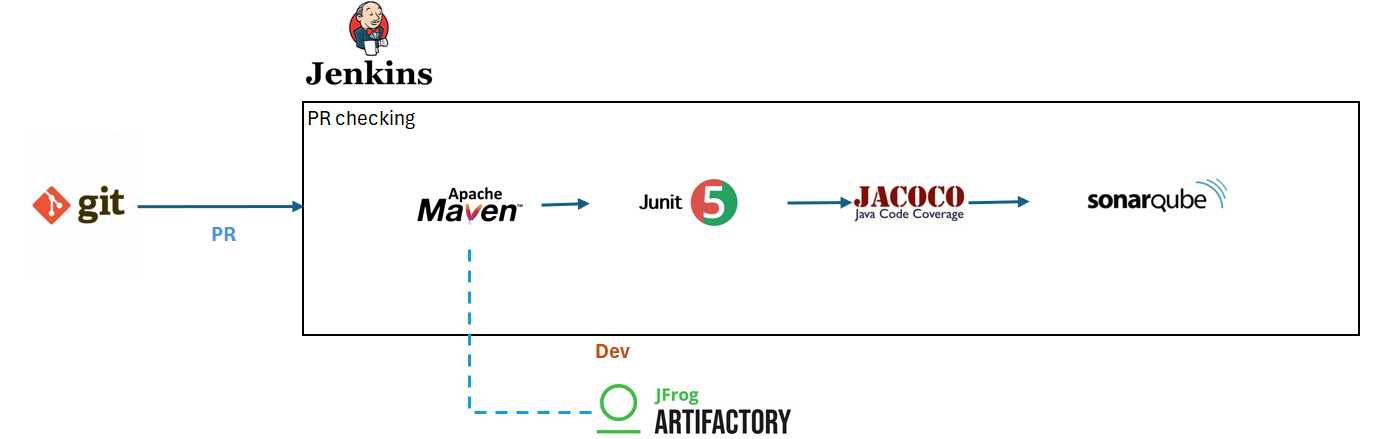 Jenkins
PR checking
git
PR
Apache
Maven™
Junit 5
JACOCO
Java Code Coverage
sonarqube
Dev
JFrog
ARTIFACTORY